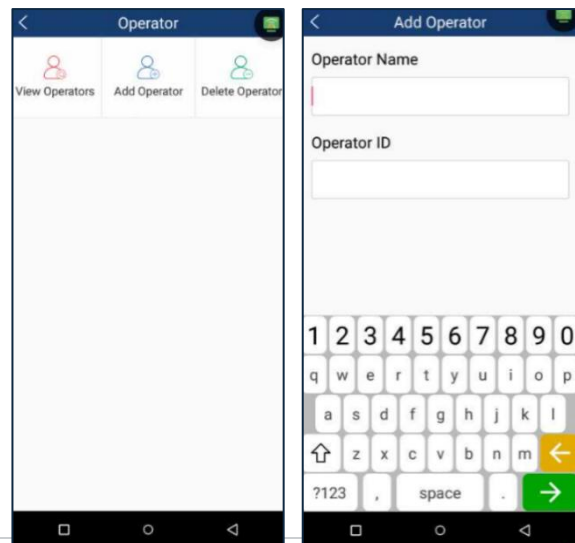 Operator
View Operators Add Operator Delete Operator
Add Operator
Operator Name
Operator ID
1 2 3 4 5 6 7 8 9 0
q w e r t y u i o p
a s d f g h j k l
z x c v b n m
?123 , space .